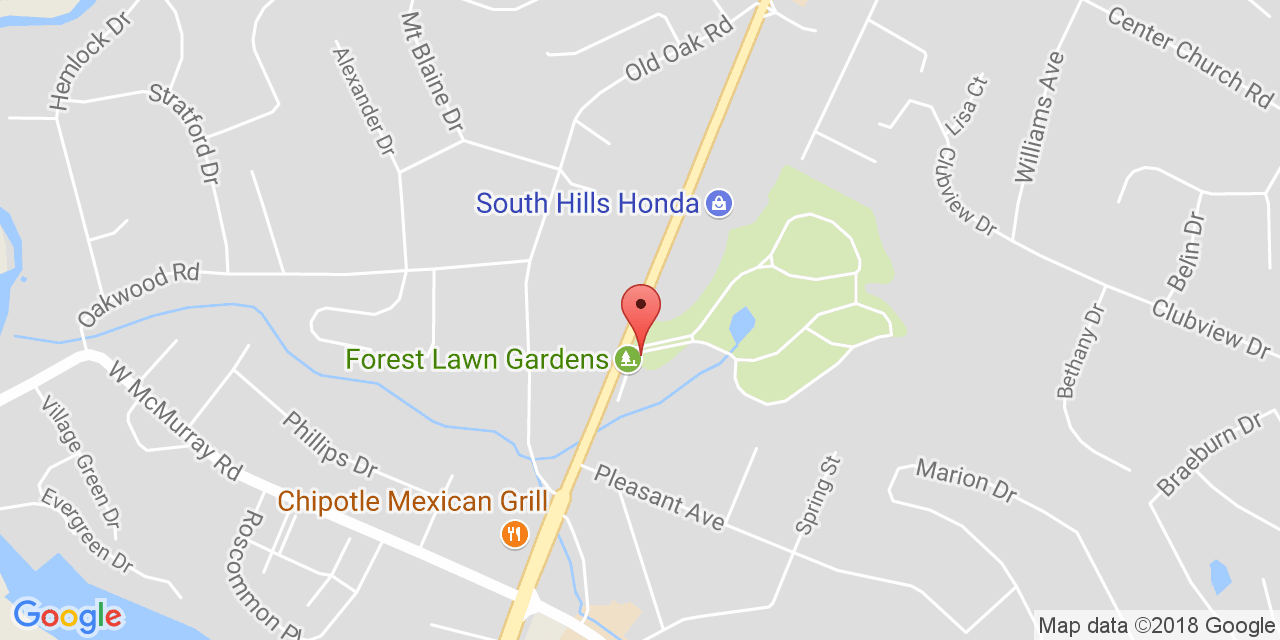 Hemlock Dr
Stratford Dr
Alexander Dr
Mt Blaine Dr
Old Oak Rd
Center Church Rd
Lisa Ct
Williams Ave
Clubview Dr
South Hills Honda
Belin Dr
Oakwood Rd
Clubview Dr
Bethany Dr
Forest Lawn Gardens
W McMurray Rd
Village Green Dr
Phillips Dr
Braeburn Dr
Marion Dr
Pleasant Ave
Spring St
Chipotle Mexican Grill
Evergreen Dr
Roscommon Pl
Google
Map data ©2018 Google